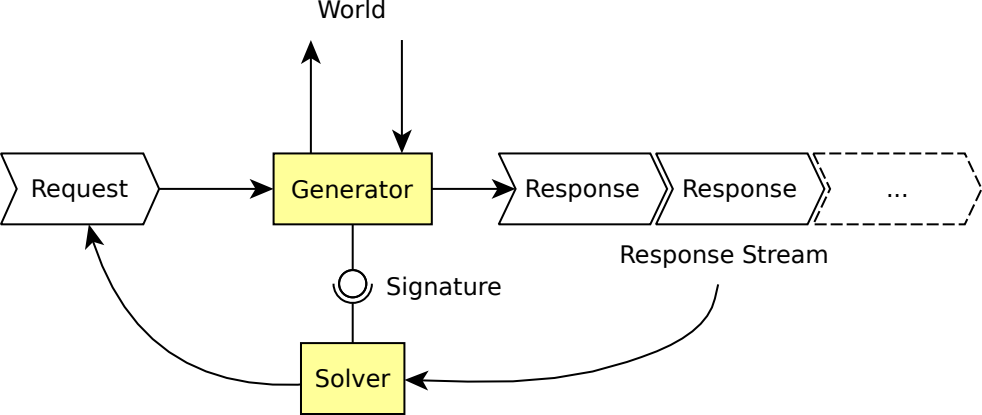 World
Request
Generator
Response
Response
...
Response Stream
Signature
Solver